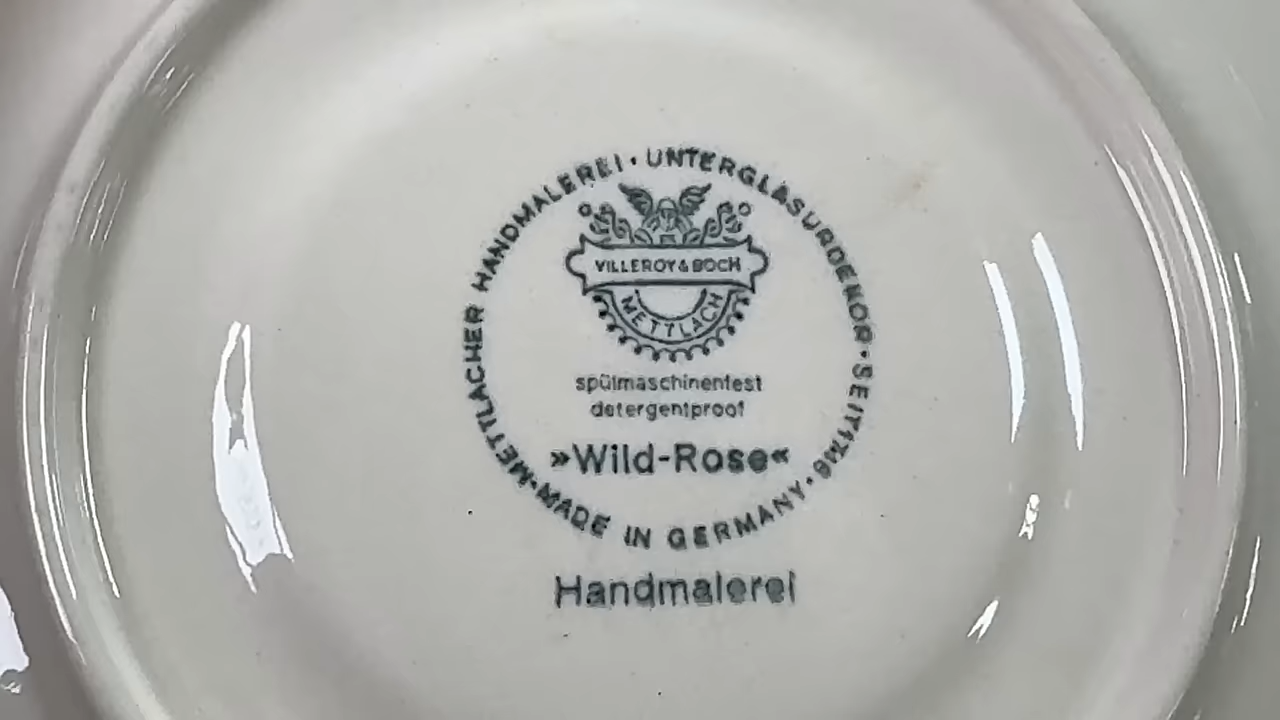 METTLACHER HANDMALEREI · UNTERGLASURDEKOR · SEIT 1748 · MADE IN GERMANY ·
VILLEROY & BOCH
METTLACH
spülmaschinenfest
detergentproof
»Wild-Rose«
Handmalerei